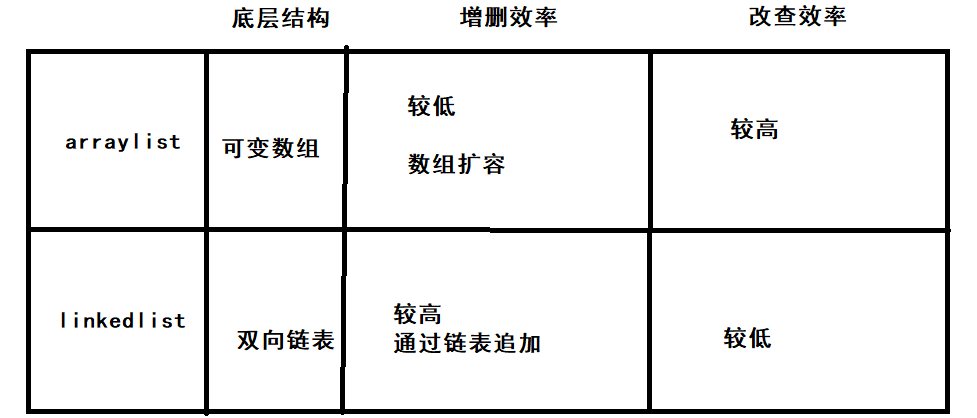 底层结构 增删效率 改查效率
arraylist 可变数组 较低 较高
数组扩容
linkedlist 双向链表 较高 较低
通过链表追加